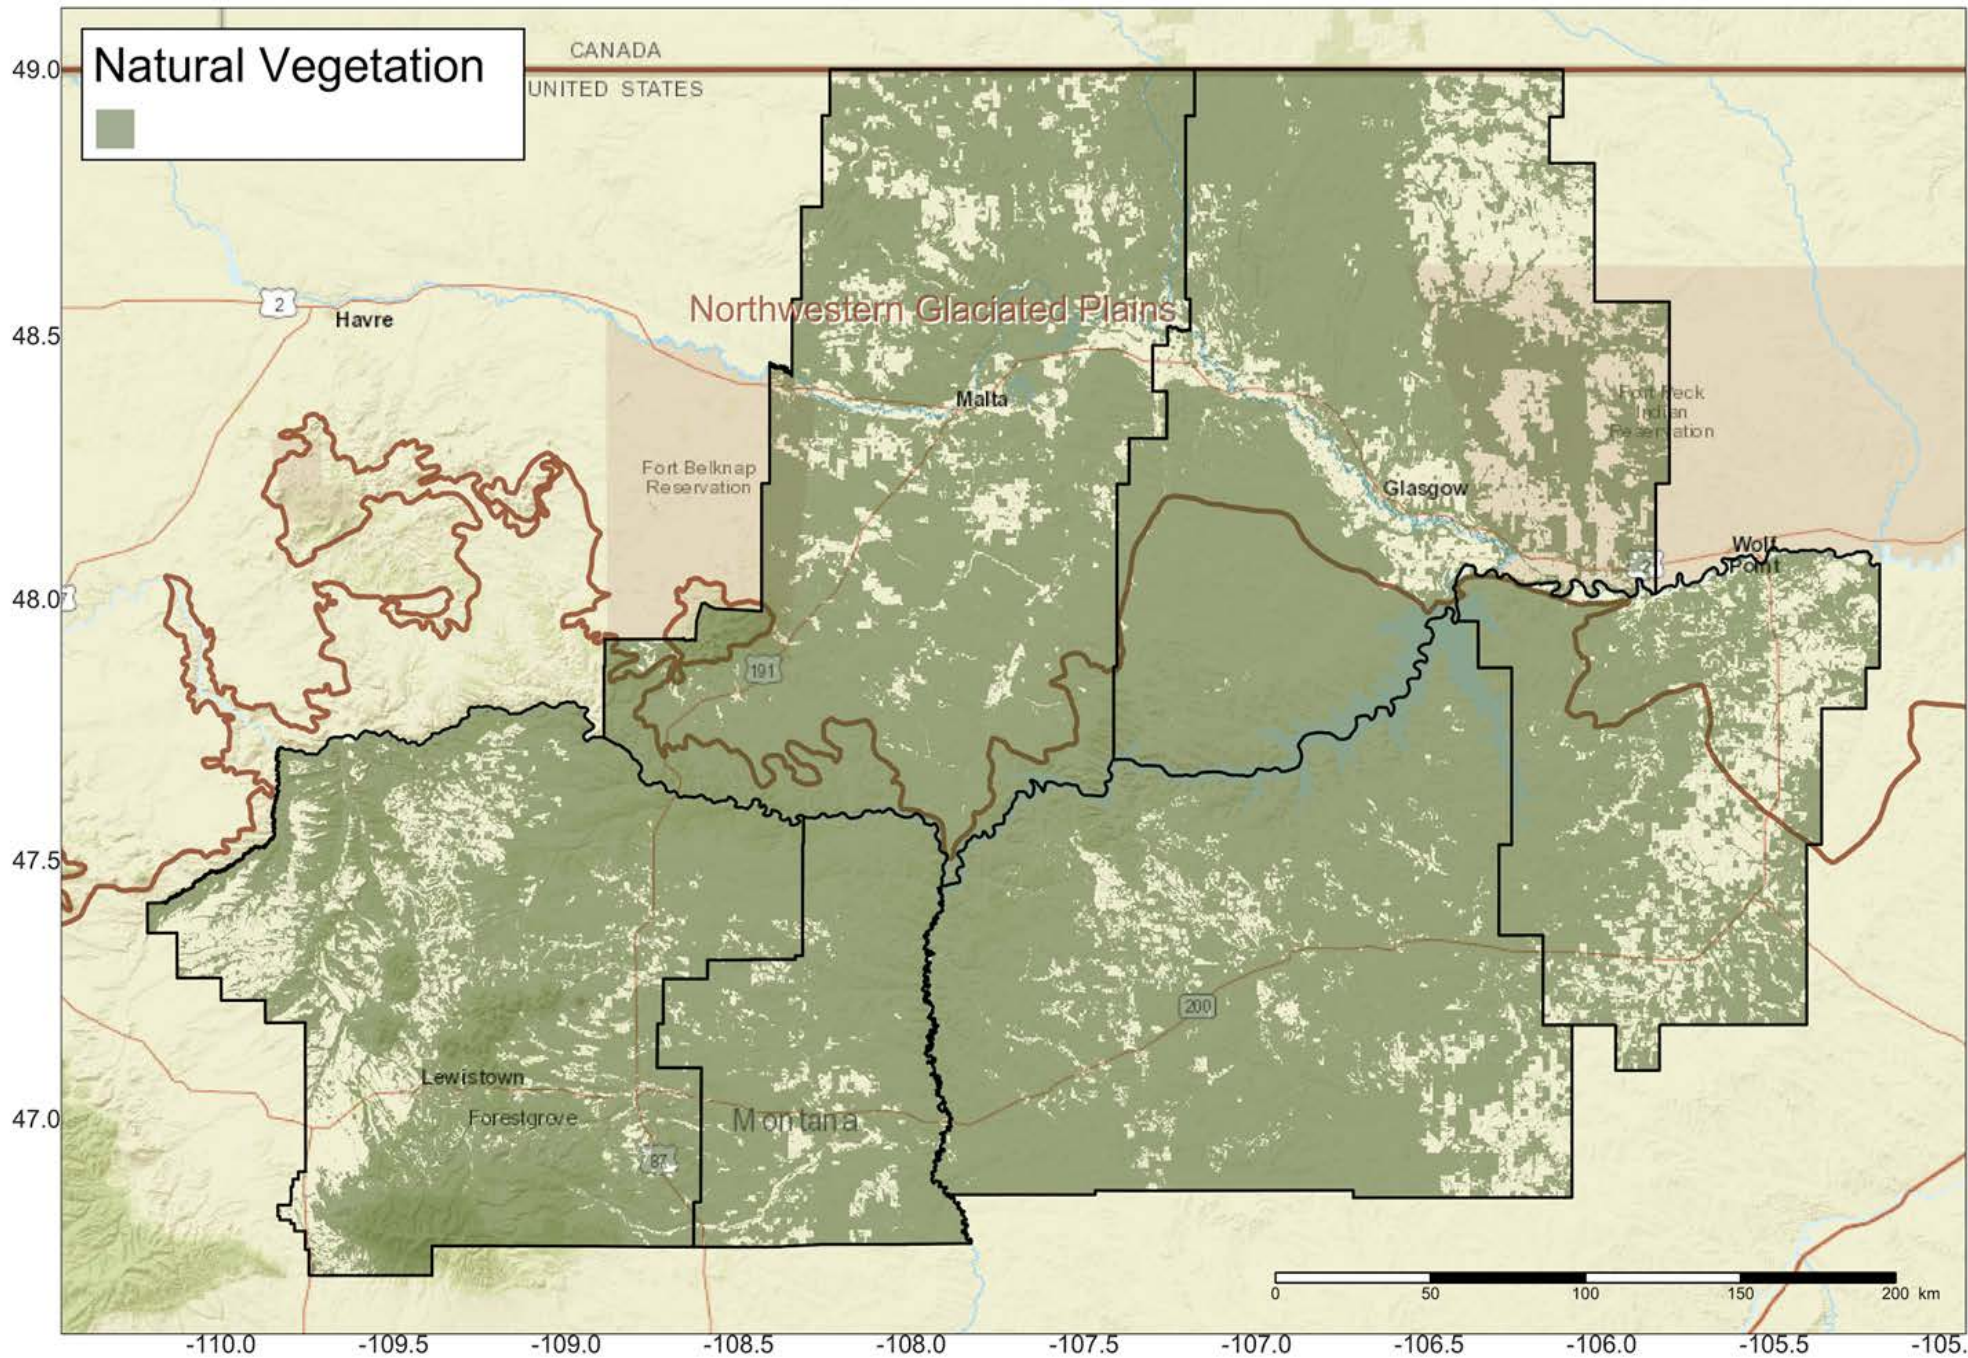 Natural Vegetation
CANADA
UNITED STATES
49.0
2
Havre
Northwestern Glaciated Plains
48.5
Malta
Fort Peck
Indian
Reservation
Fort Belknap
Reservation
Glasgow
Wolf
Point
48.0
2
191
47.5
200
Lewistown
Forestgrove
Montana
47.0
87
0 50 100 150 200 km
-110.0 -109.5 -109.0 -108.5 -108.0 -107.5 -107.0 -106.5 -106.0 -105.5 -105.